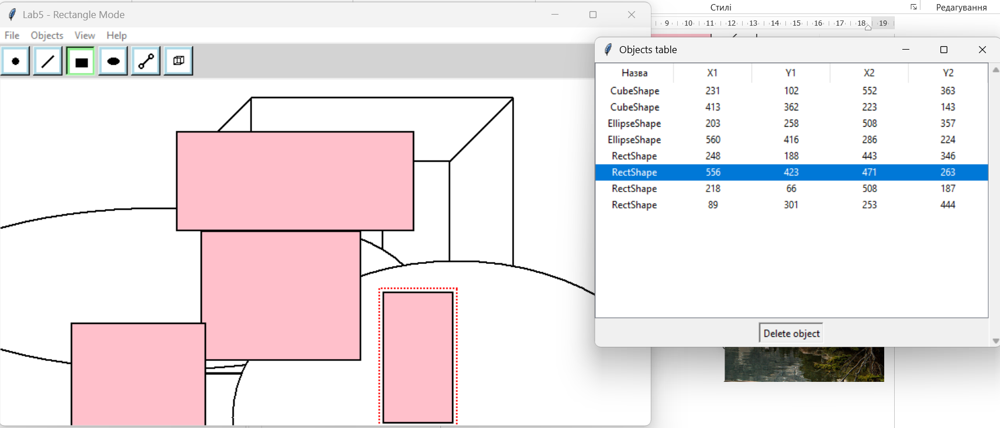 Lab5 - Rectangle Mode
File Objects View Help
Стилі
Редагування
9 10 11 12 13 14 15 16 17 18 19
Objects table
Назва X1 Y1 X2 Y2
CubeShape 231 102 552 363
CubeShape 413 362 223 143
EllipseShape 203 258 508 357
EllipseShape 560 416 286 224
RectShape 248 188 443 346
RectShape 556 423 471 263
RectShape 218 66 508 187
RectShape 89 301 253 444
Delete object